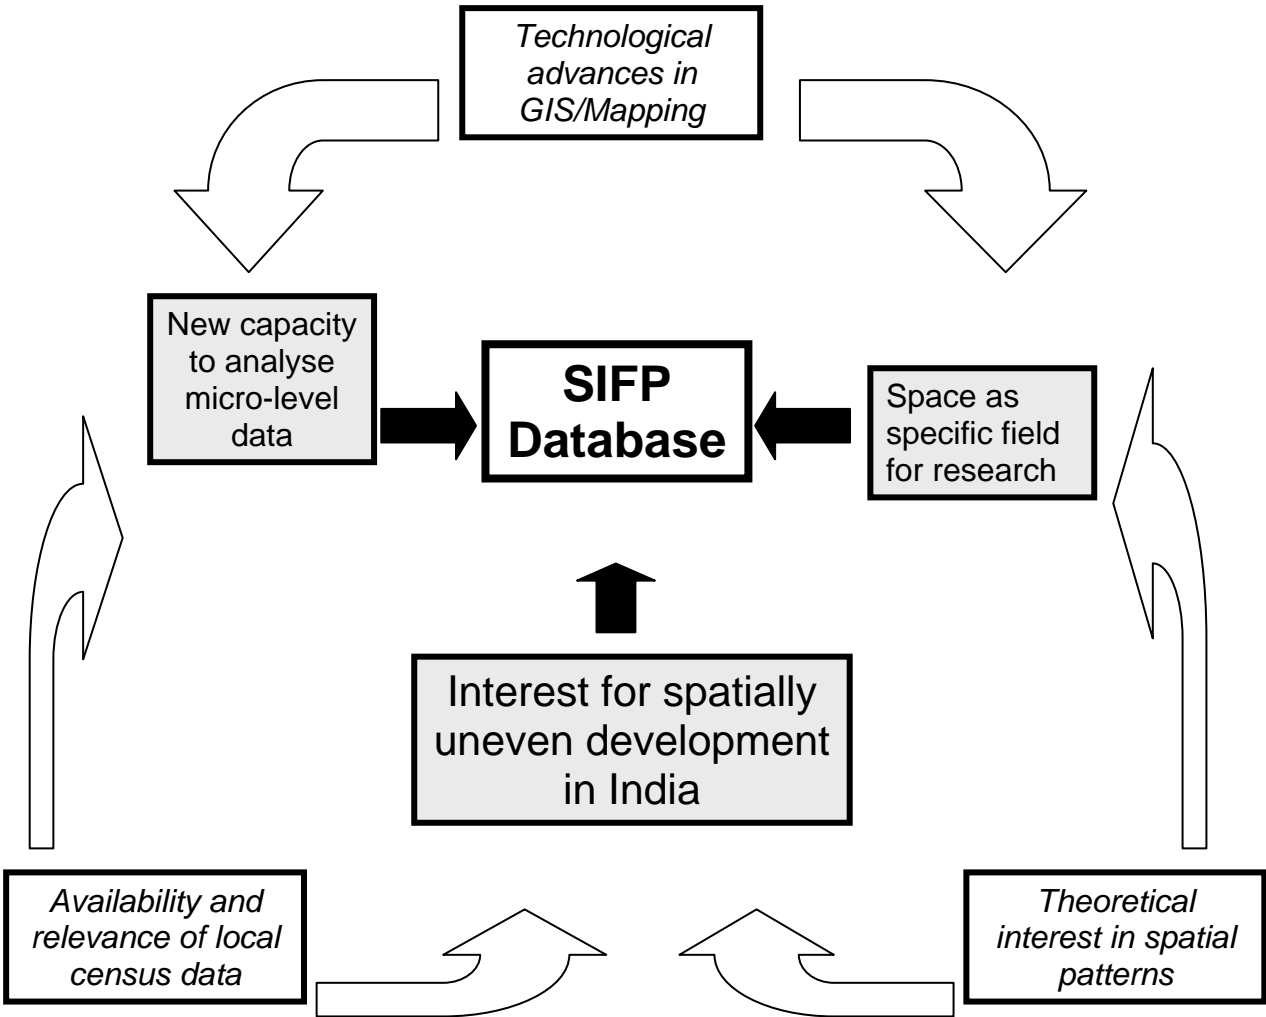 Technological
advances in
GIS/Mapping
New capacity
to analyse
micro-level
data
SIFP
Database
Space as
specific field
for research
Interest for spatially
uneven development
in India
Availability and
relevance of local
census data
Theoretical
interest in spatial
patterns